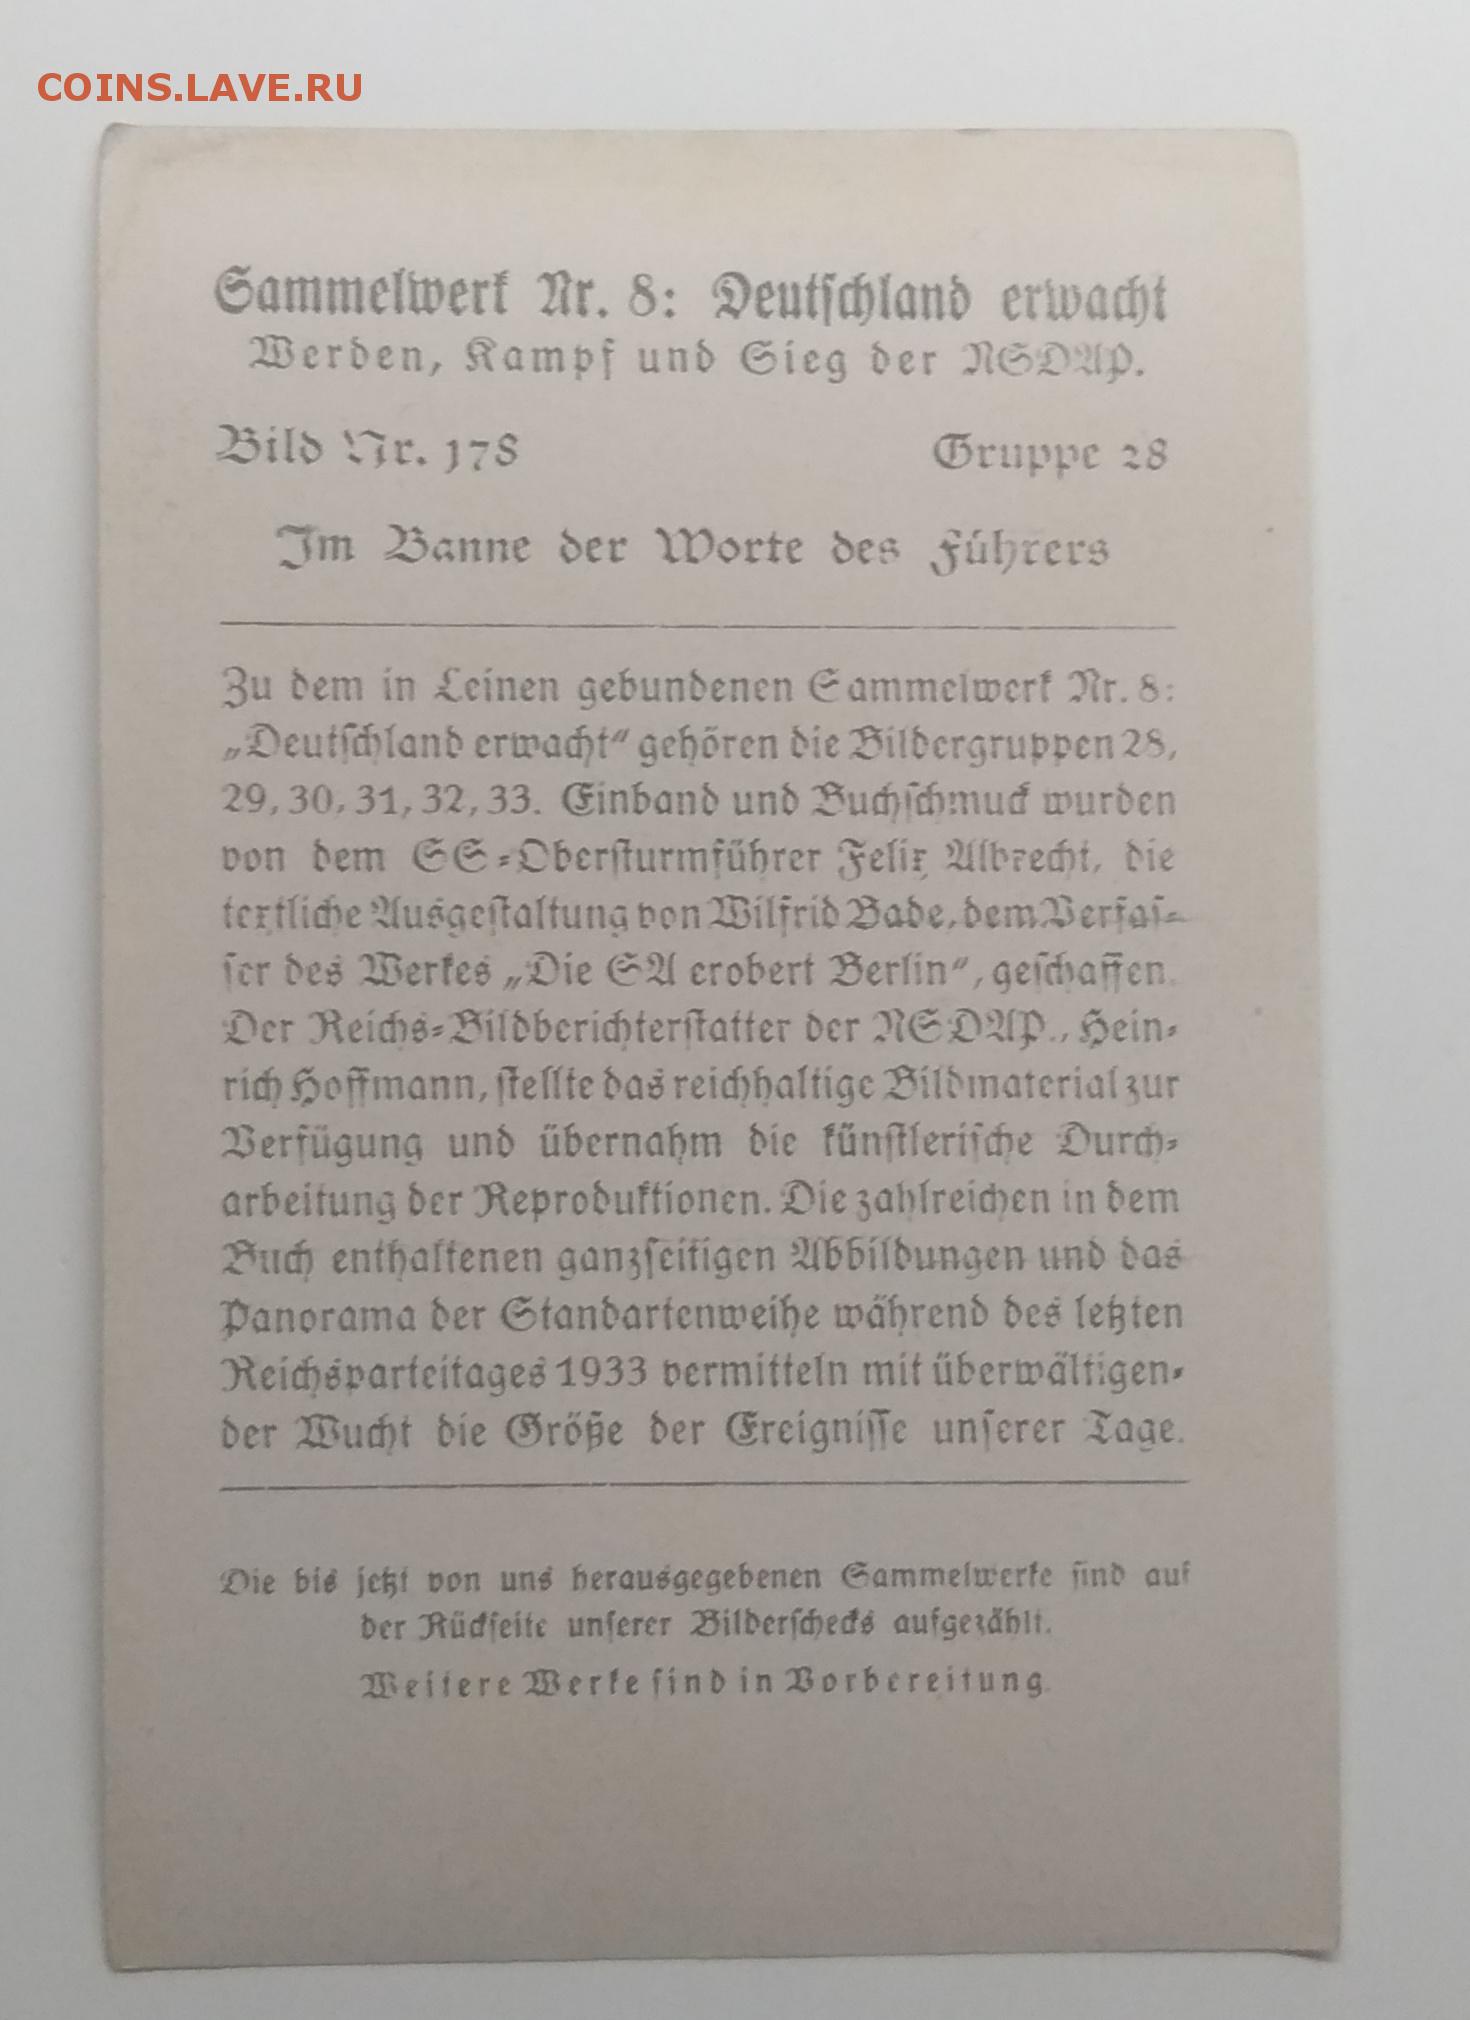 COINS.LAVE.RU
Sammelwerk Nr. 8: Deutschland erwacht
Werden, Kampf und Sieg der NSDAP.
Bild Nr. 178 Gruppe 28
Im Banne der Worte des Führers
Zu dem in Leinen gebundenen Sammelwerk Nr. 8:
„Deutschland erwacht“ gehören die Bildergruppen 28,
29, 30, 31, 32, 33. Einband und Buchschmuck wurden
von dem SS-Obersturmführer Felix Albrecht, die
textliche Ausgestaltung von Wilfrid Bade, dem Verfas-
ser des Werkes „Die SA erobert Berlin“, geschaffen.
Der Reichs-Bildberichterstatter der NSDAP., Hein-
rich Hoffmann, stellte das reichhaltige Bildmaterial zur
Verfügung und übernahm die künstlerische Durch-
arbeitung der Reproduktionen. Die zahlreichen in dem
Buch enthaltenen ganzseitigen Abbildungen und das
Panorama der Standartenweihe während des letzten
Reichsparteitages 1933 vermitteln mit überwältigen-
der Wucht die Größe der Ereignisse unserer Tage.
Die bis jetzt von uns herausgegebenen Sammelwerke sind auf
der Rückseite unserer Bilderschecks aufgezählt.
Weitere Werke sind in Vorbereitung.